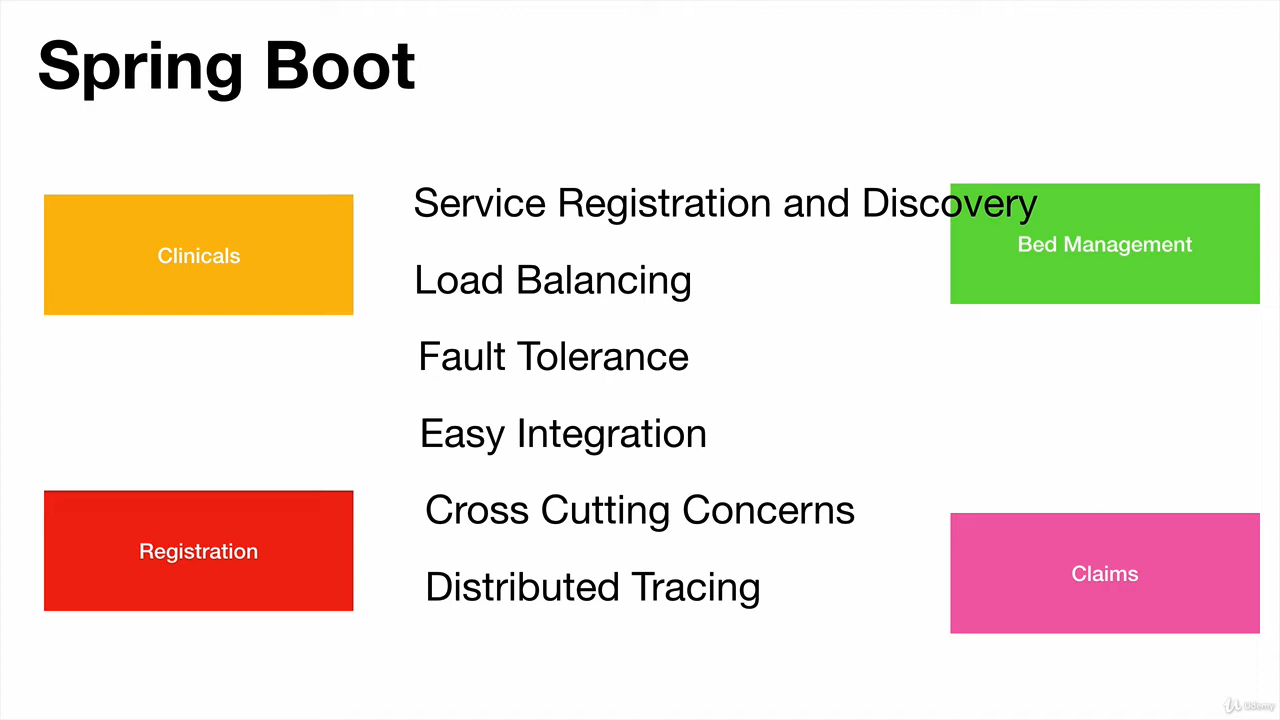 Spring Boot
Clinicals
Service Registration and Discovery
Bed Management
Load Balancing
Fault Tolerance
Easy Integration
Cross Cutting Concerns
Registration
Claims
Distributed Tracing
Udemy